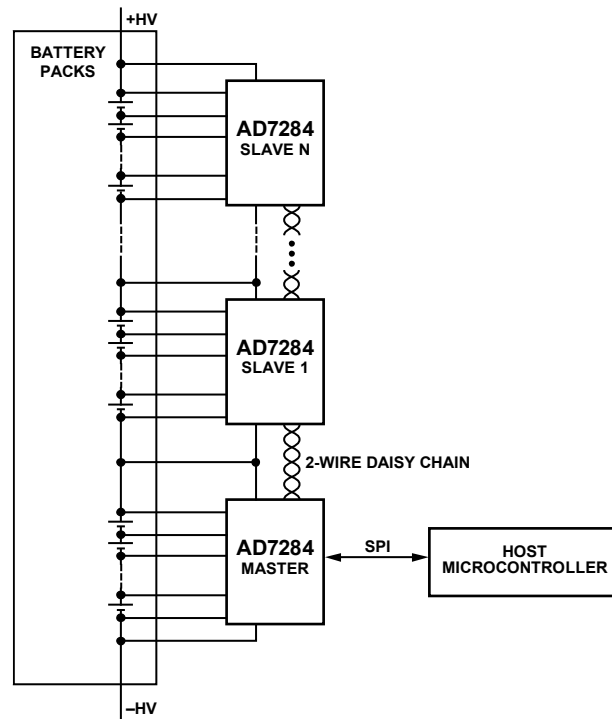 +HV
BATTERY
PACKS
AD7284
SLAVE N
AD7284
SLAVE 1
2-WIRE DAISY CHAIN
AD7284
MASTER
SPI
HOST
MICROCONTROLLER
–HV